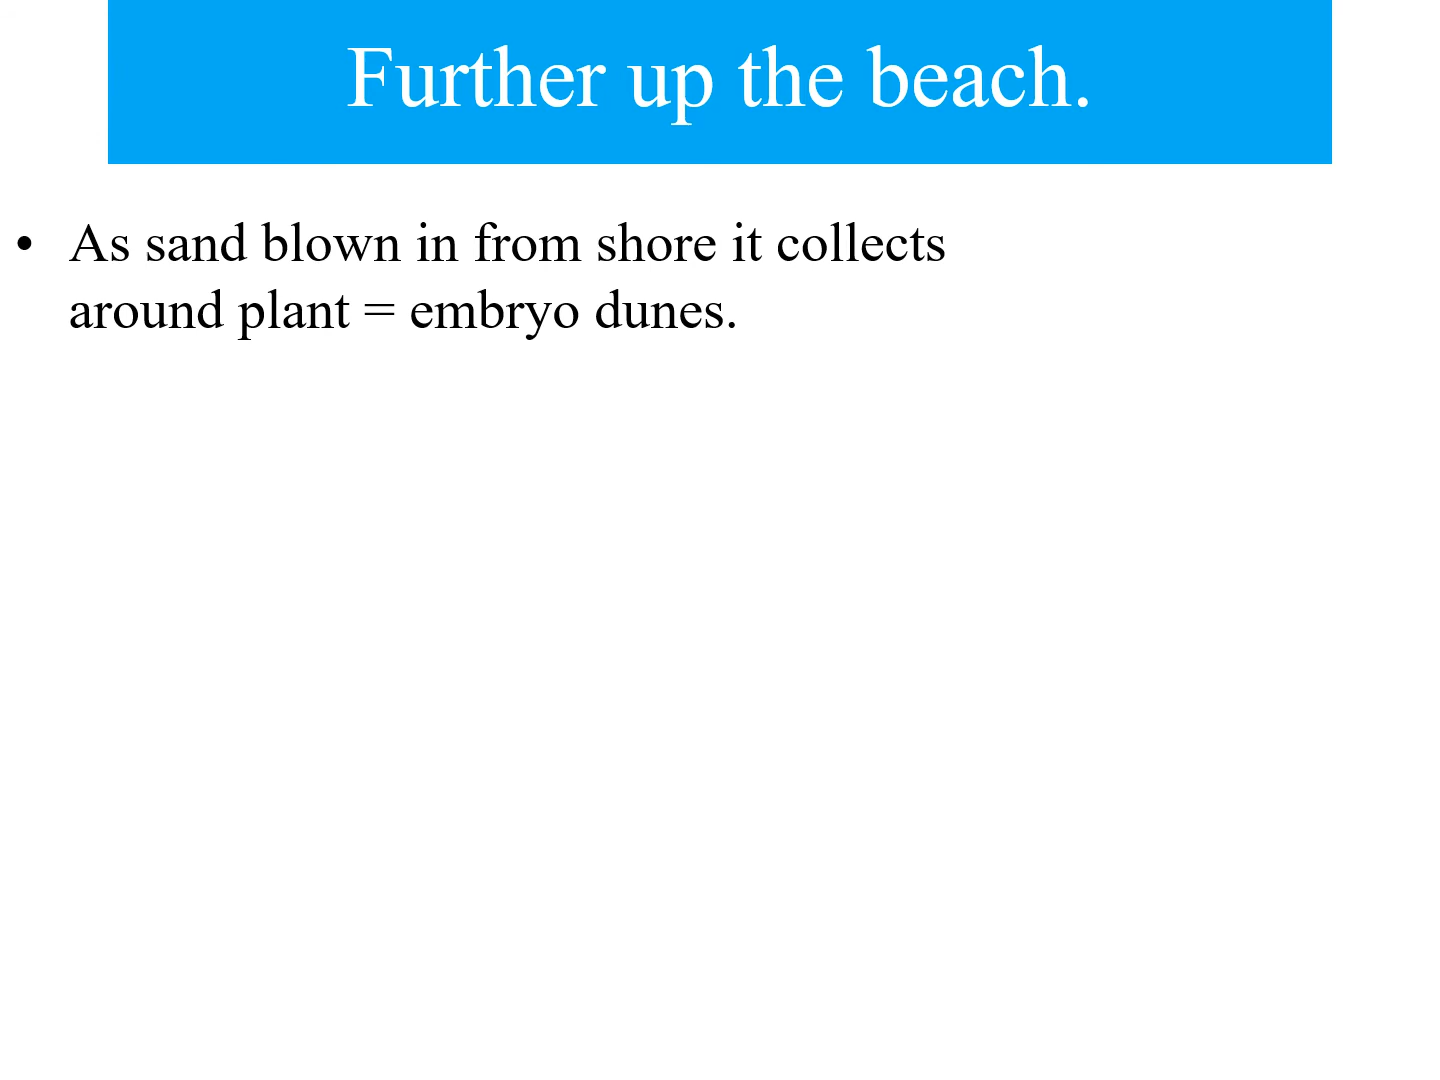 Further up the beach.
• As sand blown in from shore it collects
around plant = embryo dunes.